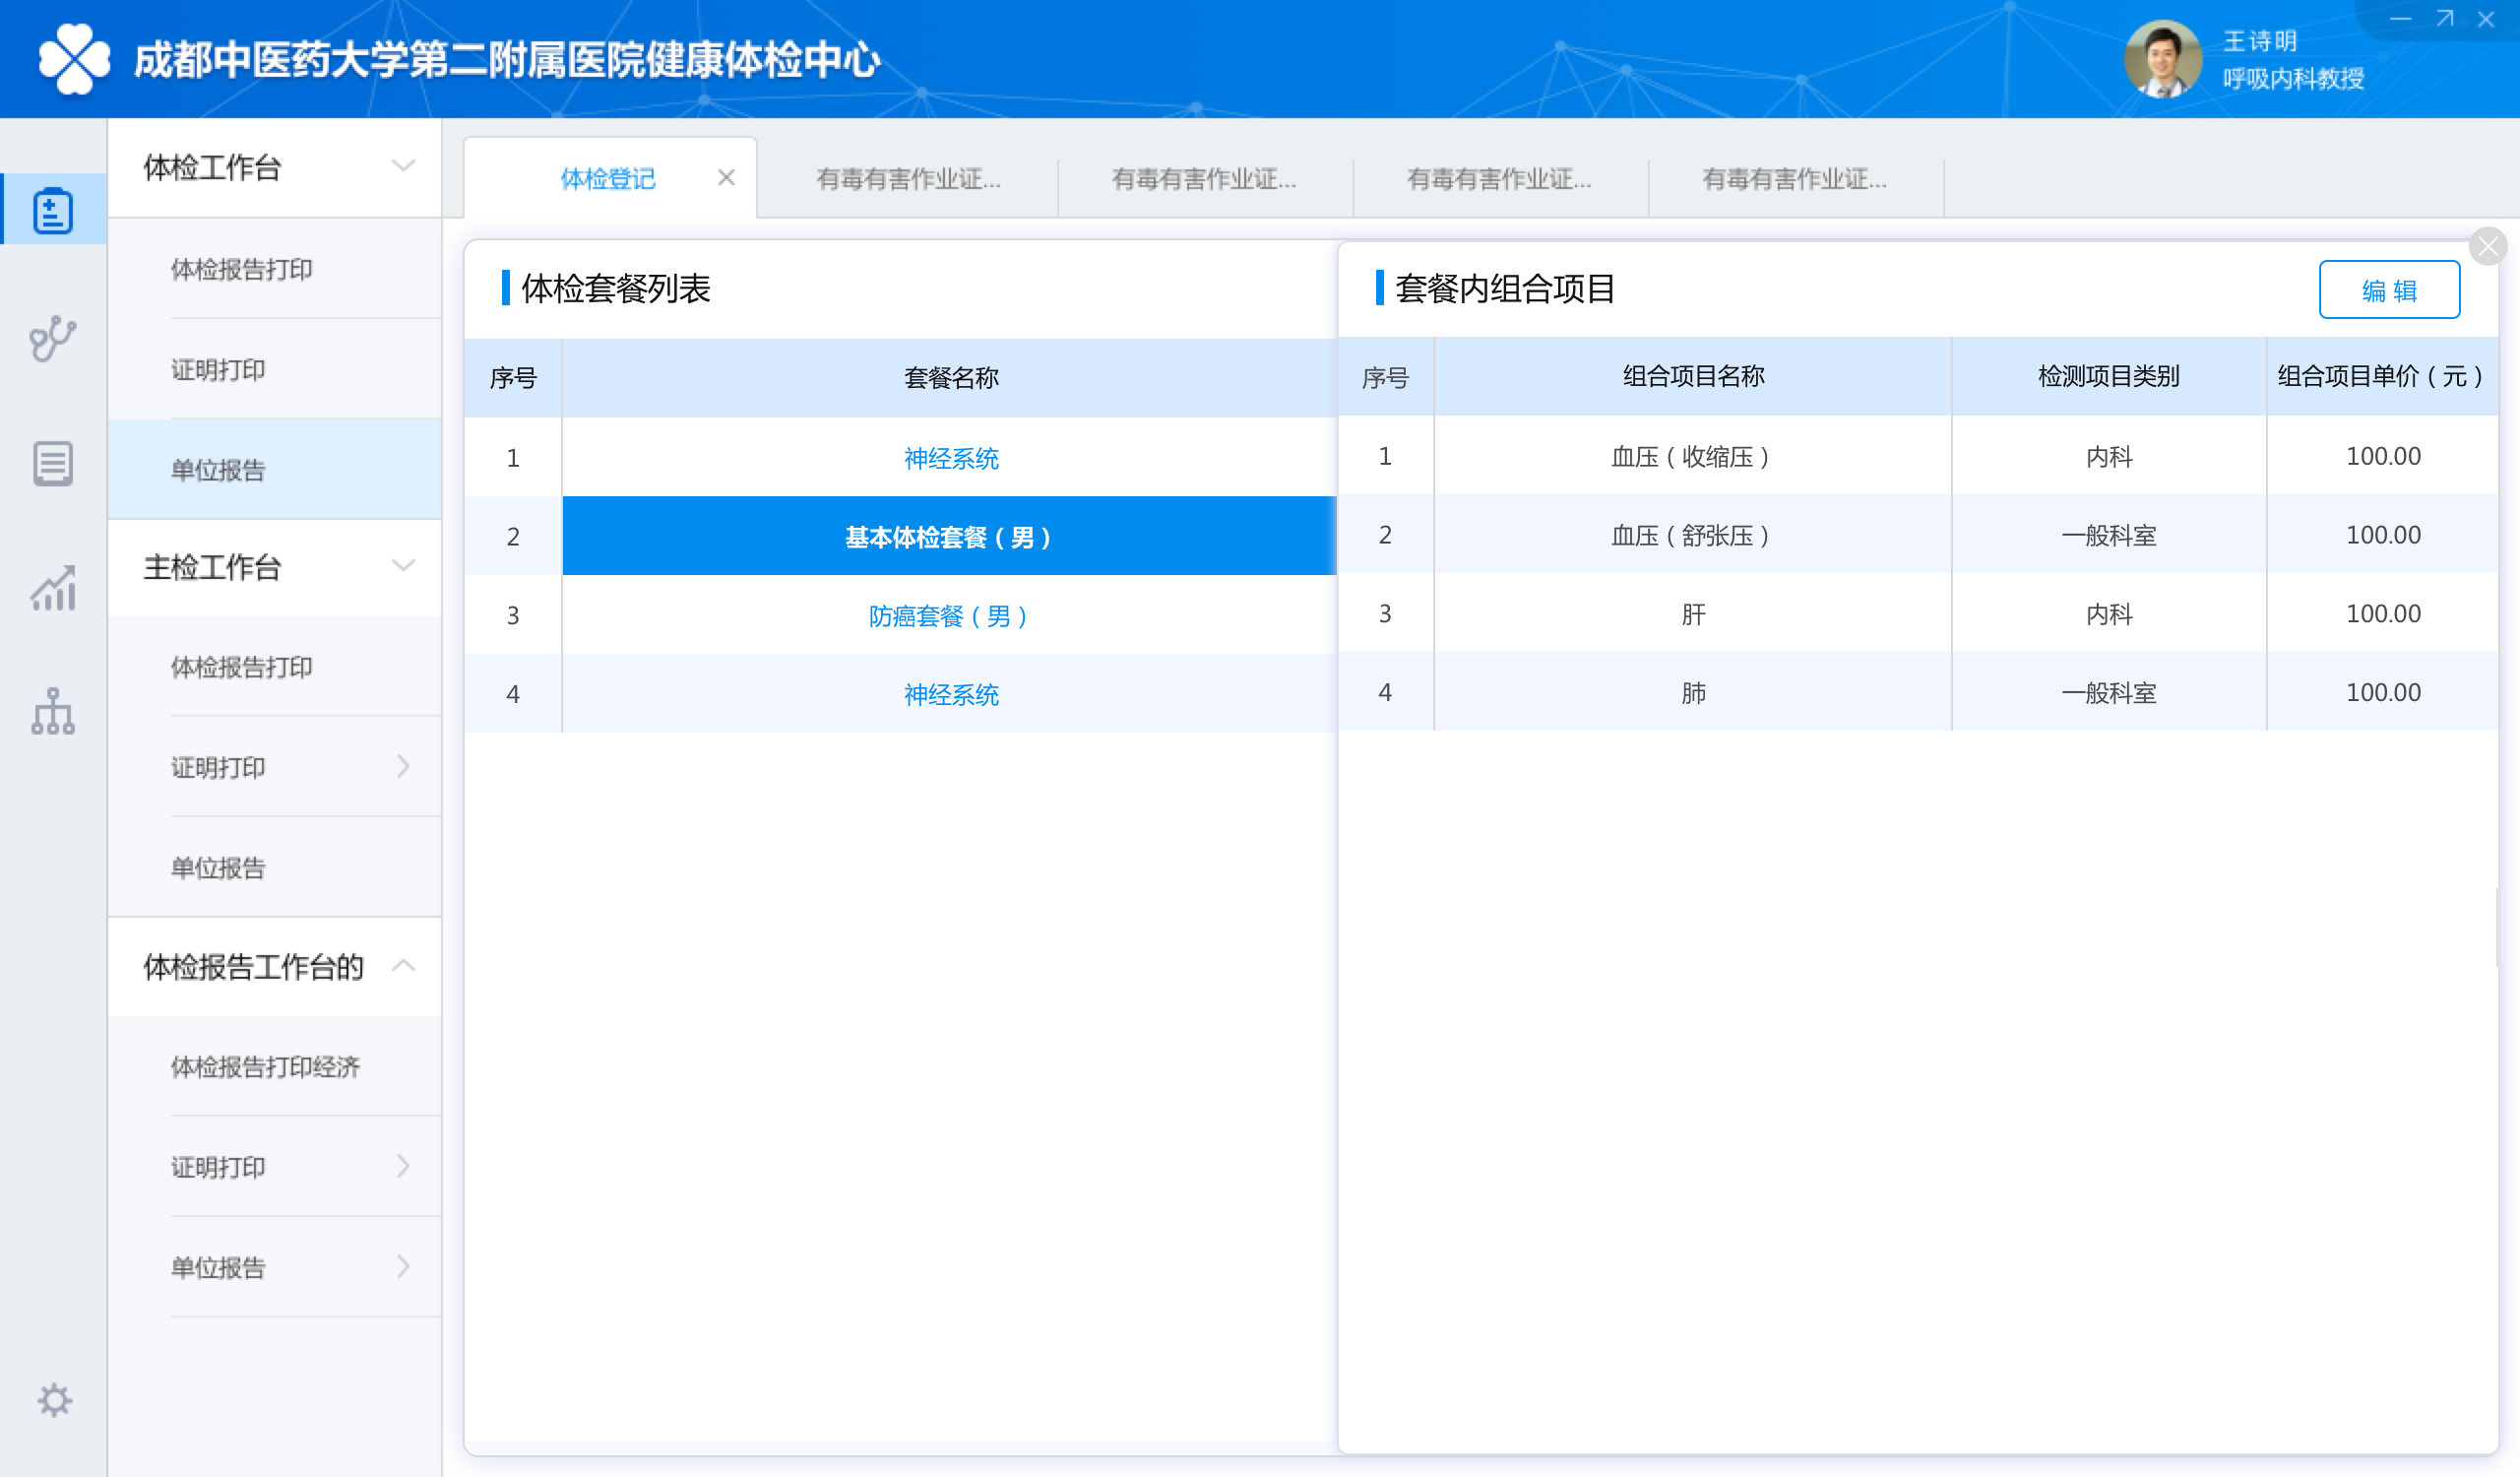 成都中医药大学第二附属医院健康体检中心
王诗明
呼吸内科教授
体检工作台
体检报告打印
证明打印
单位报告
主检工作台
体检报告打印
证明打印
单位报告
体检报告工作台的
体检报告打印经济
证明打印
单位报告
体检登记
有毒有害作业证...
有毒有害作业证...
有毒有害作业证...
有毒有害作业证...
体检套餐列表
序号 套餐名称
1 神经系统
2 基本体检套餐（男）
3 防癌套餐（男）
4 神经系统
套餐内组合项目
编 辑
序号 组合项目名称 检测项目类别 组合项目单价（元）
1 血压（收缩压） 内科 100.00
2 血压（舒张压） 一般科室 100.00
3 肝 内科 100.00
4 肺 一般科室 100.00